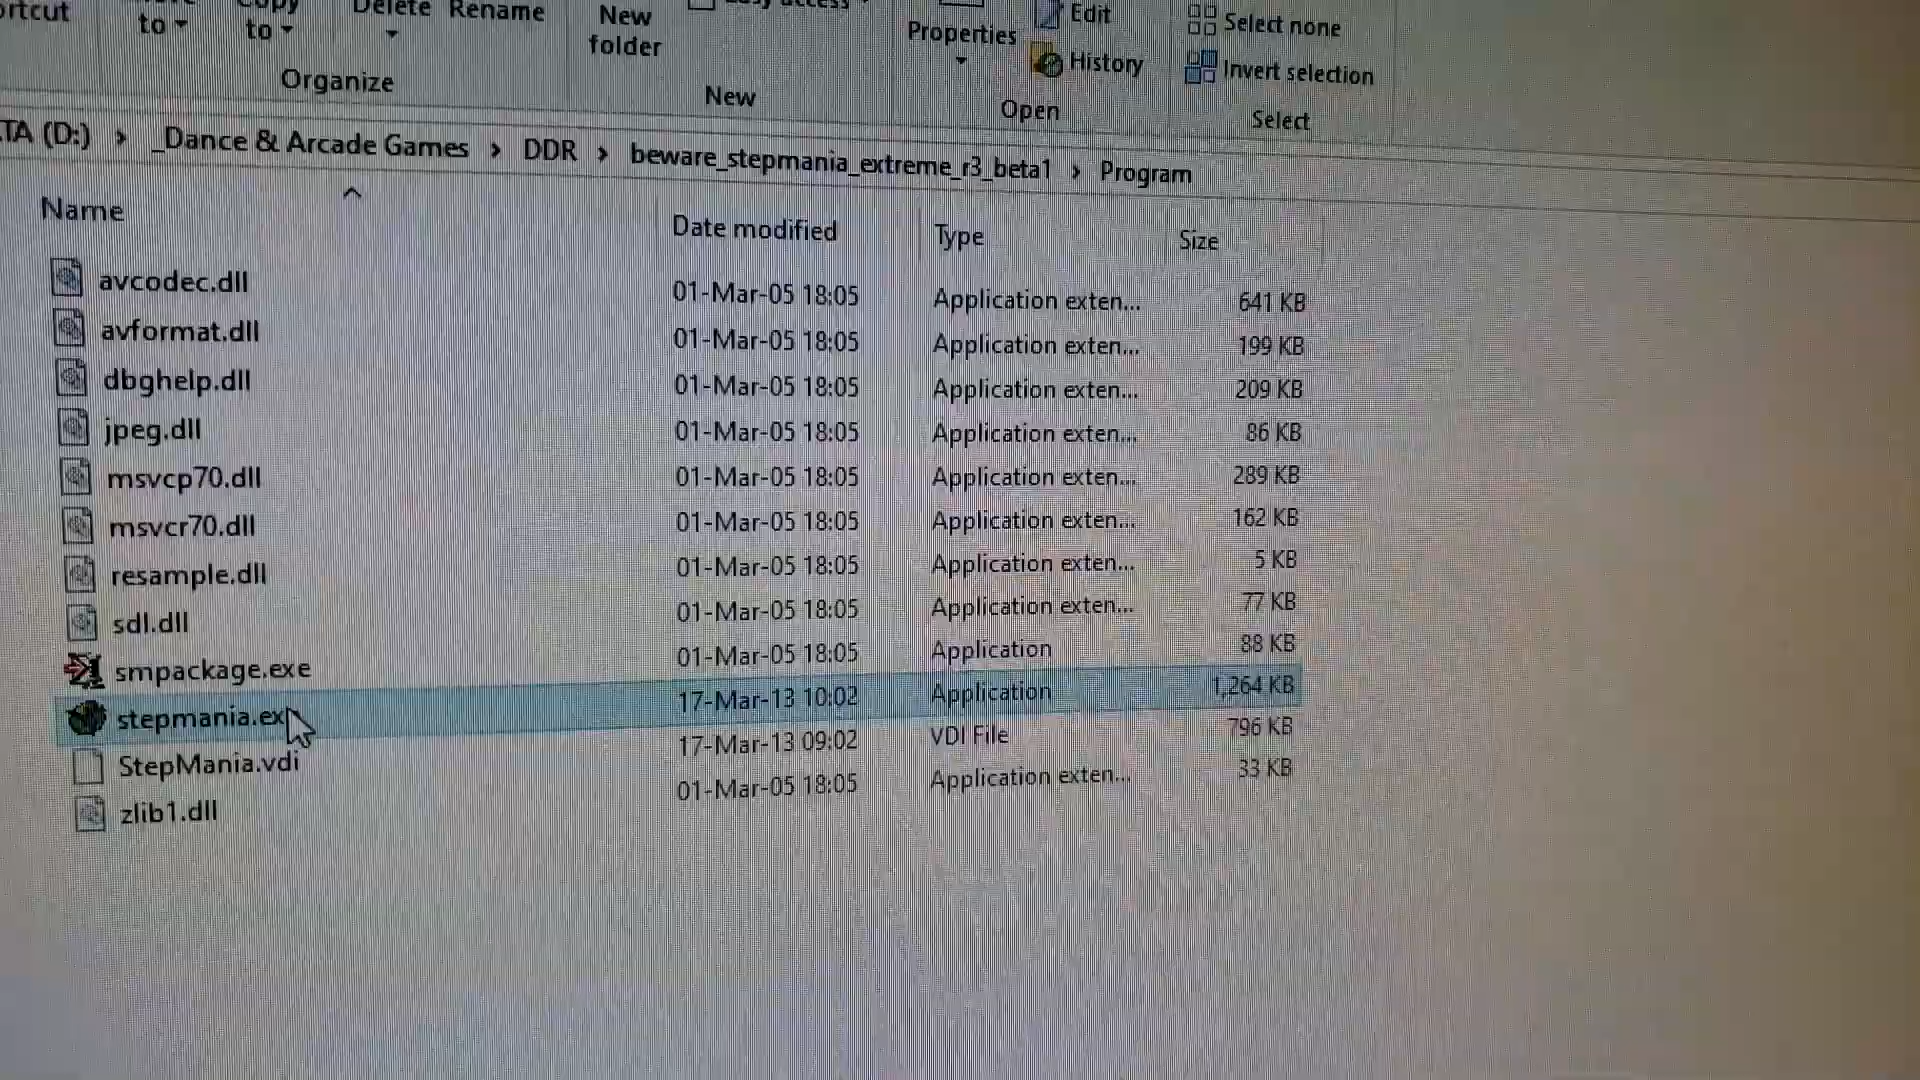 ortcut
to
Copy
to
Delete
Rename
New
folder
Easy access
Properties
Edit
History
Select none
Invert selection
Organize
New
Open
Select
TA (D:) > _Dance & Arcade Games > DDR > beware_stepmania_extreme_r3_beta1 > Program
Name Date modified Type Size
avcodec.dll 01-Mar-05 18:05 Application exten... 641 KB
avformat.dll 01-Mar-05 18:05 Application exten... 199 KB
dbghelp.dll 01-Mar-05 18:05 Application exten... 209 KB
jpeg.dll 01-Mar-05 18:05 Application exten... 86 KB
msvcp70.dll 01-Mar-05 18:05 Application exten... 289 KB
msvcr70.dll 01-Mar-05 18:05 Application exten... 162 KB
resample.dll 01-Mar-05 18:05 Application exten... 5 KB
sdl.dll 01-Mar-05 18:05 Application exten... 77 KB
smpackage.exe 01-Mar-05 18:05 Application 88 KB
stepmania.ex 17-Mar-13 10:02 Application 1,264 KB
StepMania.vdi 17-Mar-13 09:02 VDI File 796 KB
zlib1.dll 01-Mar-05 18:05 Application exten... 33 KB